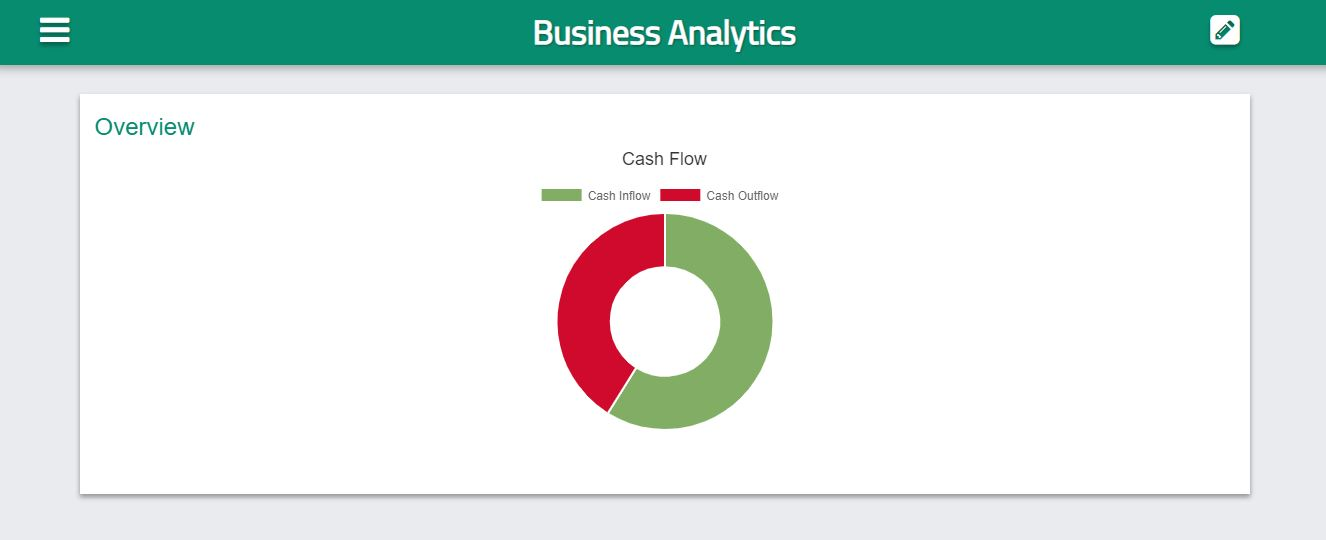 Business Analytics
Overview
Cash Flow
Cash Inflow Cash Outflow